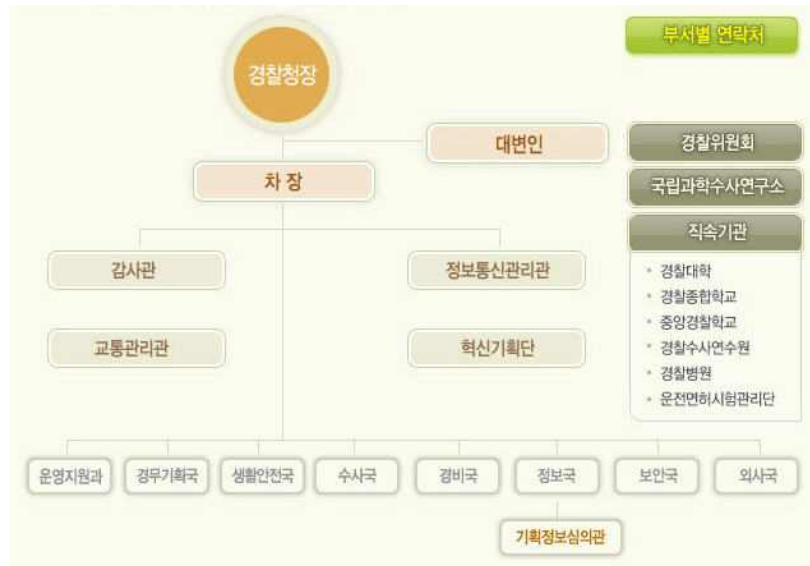 경찰청장
부서별 연락처
대변인
차 장
감사관
정보통신관리관
교통관리관
혁신기획단
경찰위원회
국립과학수사연구소
직속기관
경찰대학
경찰종합학교
중앙경찰학교
경찰수사연수원
경찰병원
운전면허시험관리단
운영지원과
경무기획국
생활안전국
수사국
경비국
정보국
보안국
외사국
기획정보심의관